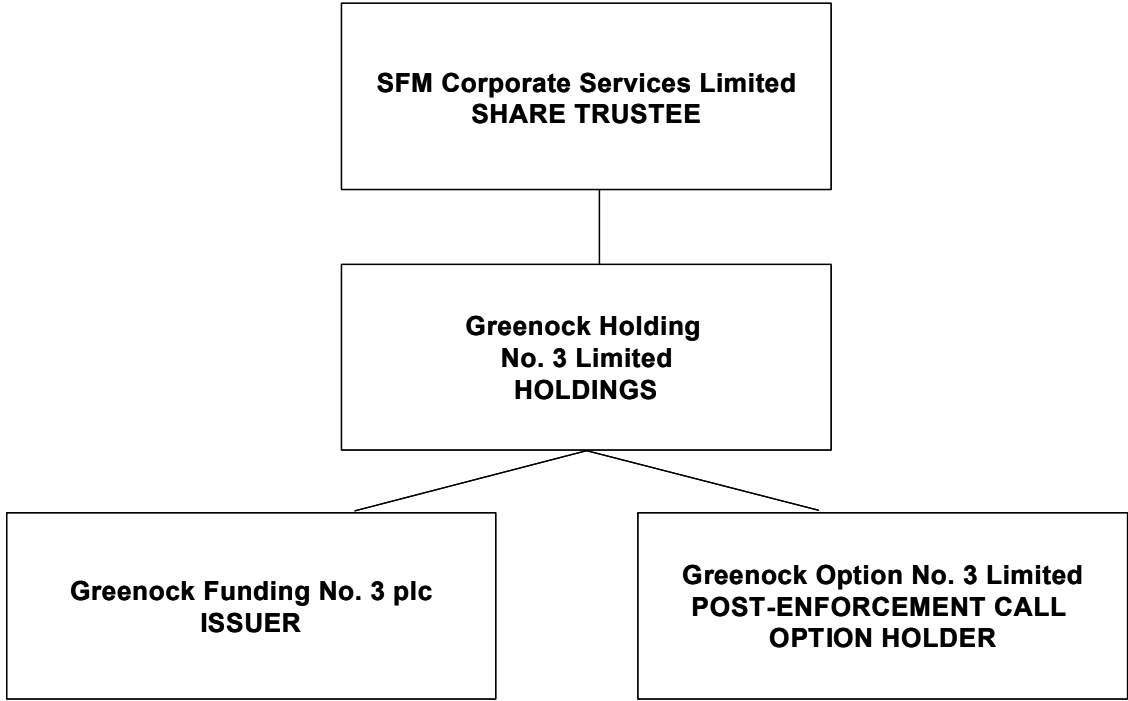 SFM Corporate Services Limited
SHARE TRUSTEE
Greenock Holding
No. 3 Limited
HOLDINGS
Greenock Funding No. 3 plc
ISSUER
Greenock Option No. 3 Limited
POST-ENFORCEMENT CALL
OPTION HOLDER